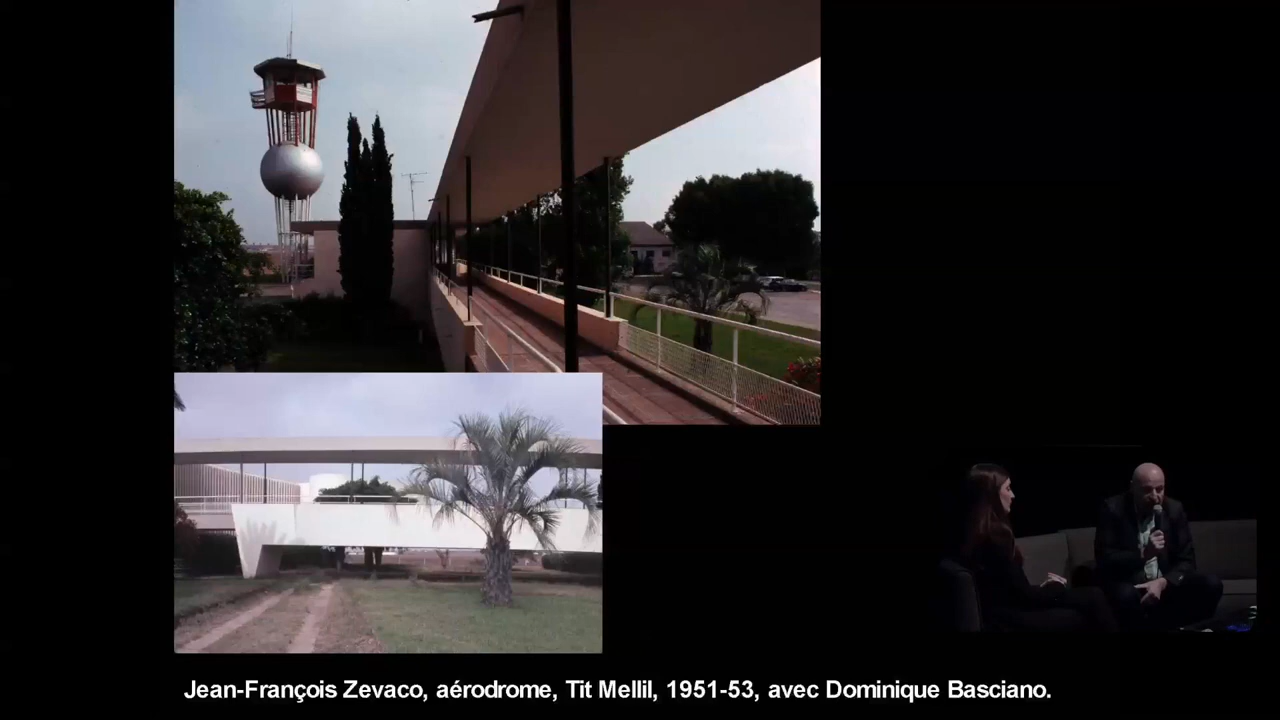 Jean-François Zevaco, aérodrome, Tit Mellil, 1951-53, avec Dominique Basciano.